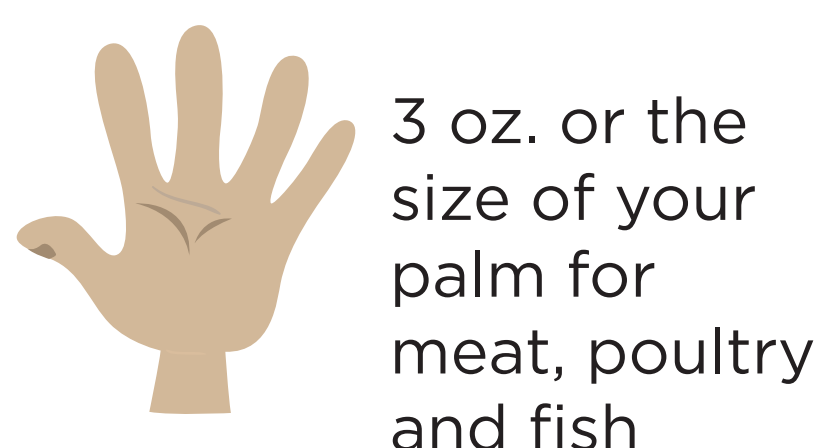 3 oz. or the
size of your
palm for
meat, poultry
and fish